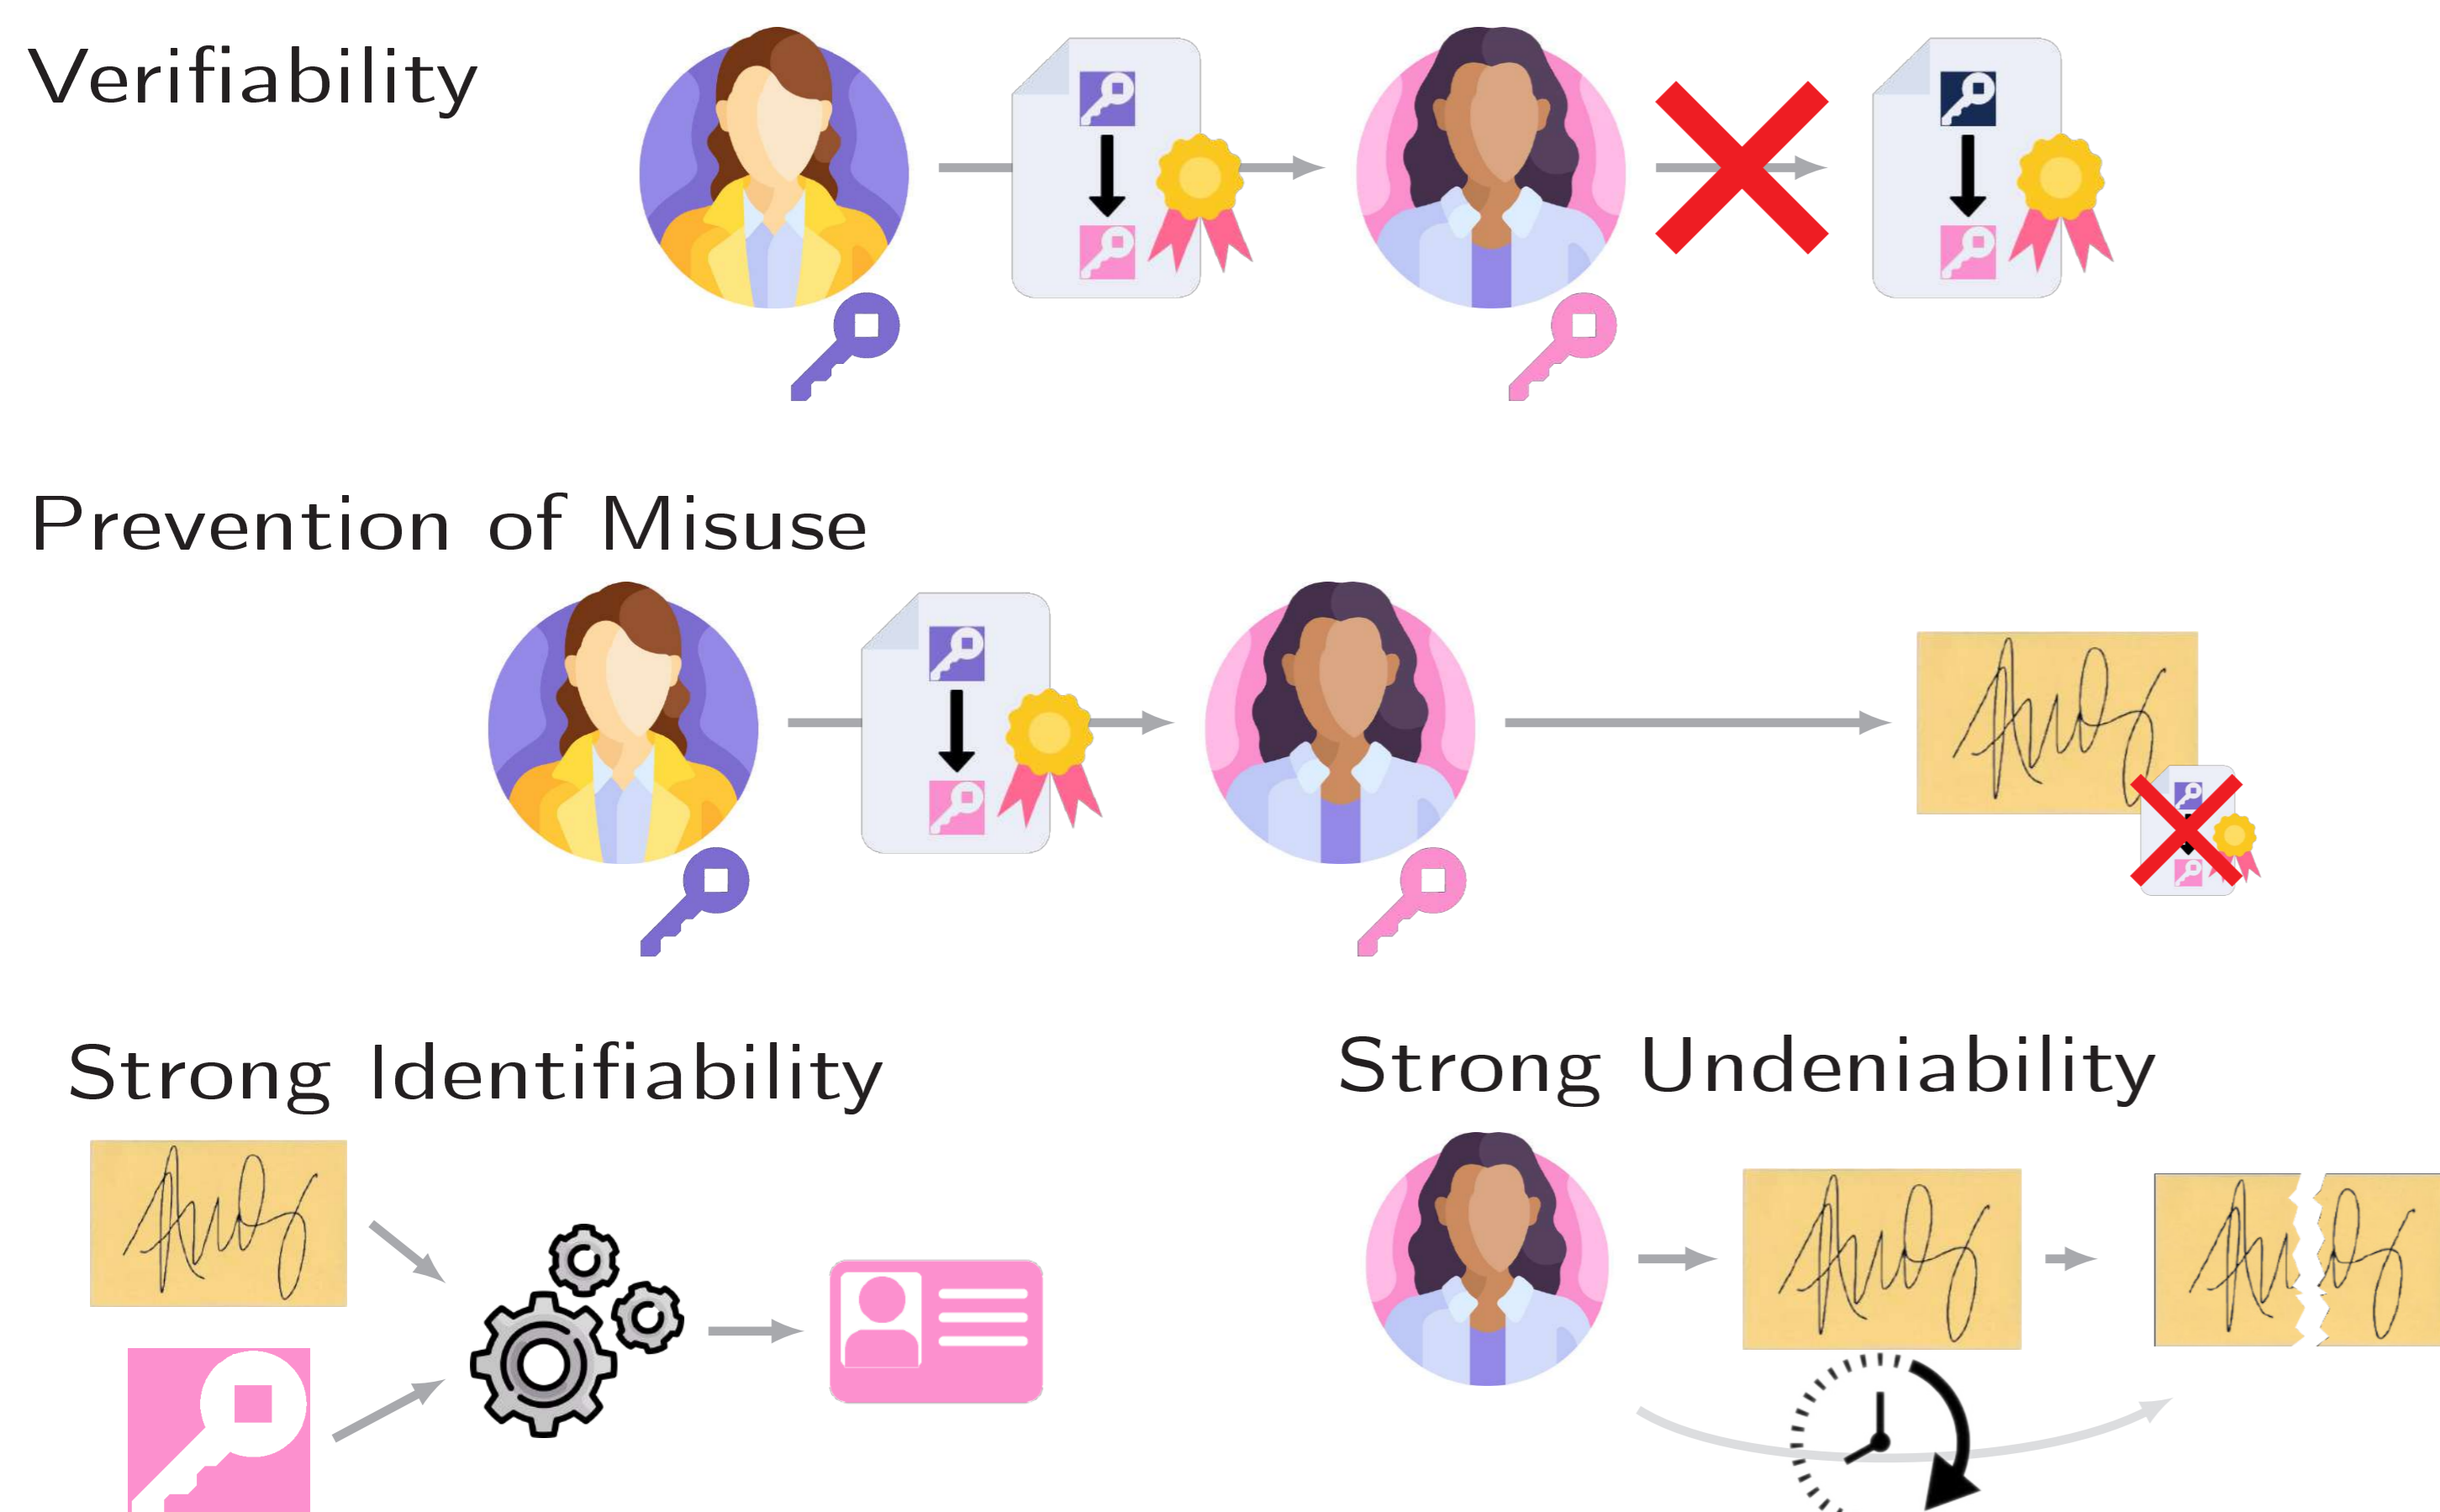 Verifiability
Prevention of Misuse
Strong Identifiability
Strong Undeniability